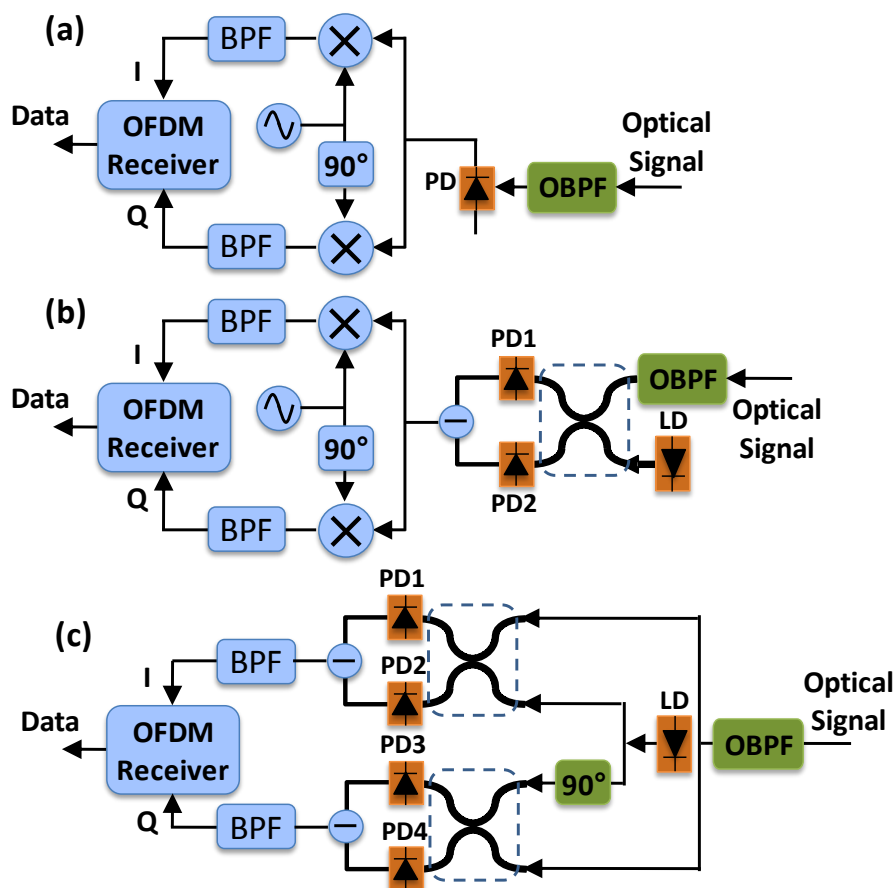 (a)
BPF
I
Data
OFDM
Receiver
90°
Q
BPF
PD
OBPF
Optical
Signal
(b)
BPF
I
Data
OFDM
Receiver
90°
Q
BPF
PD1
PD2
OBPF
LD
Optical
Signal
(c)
PD1
BPF
I
PD2
Data
OFDM
Receiver
PD3
Q
BPF
PD4
90°
LD
OBPF
Optical
Signal